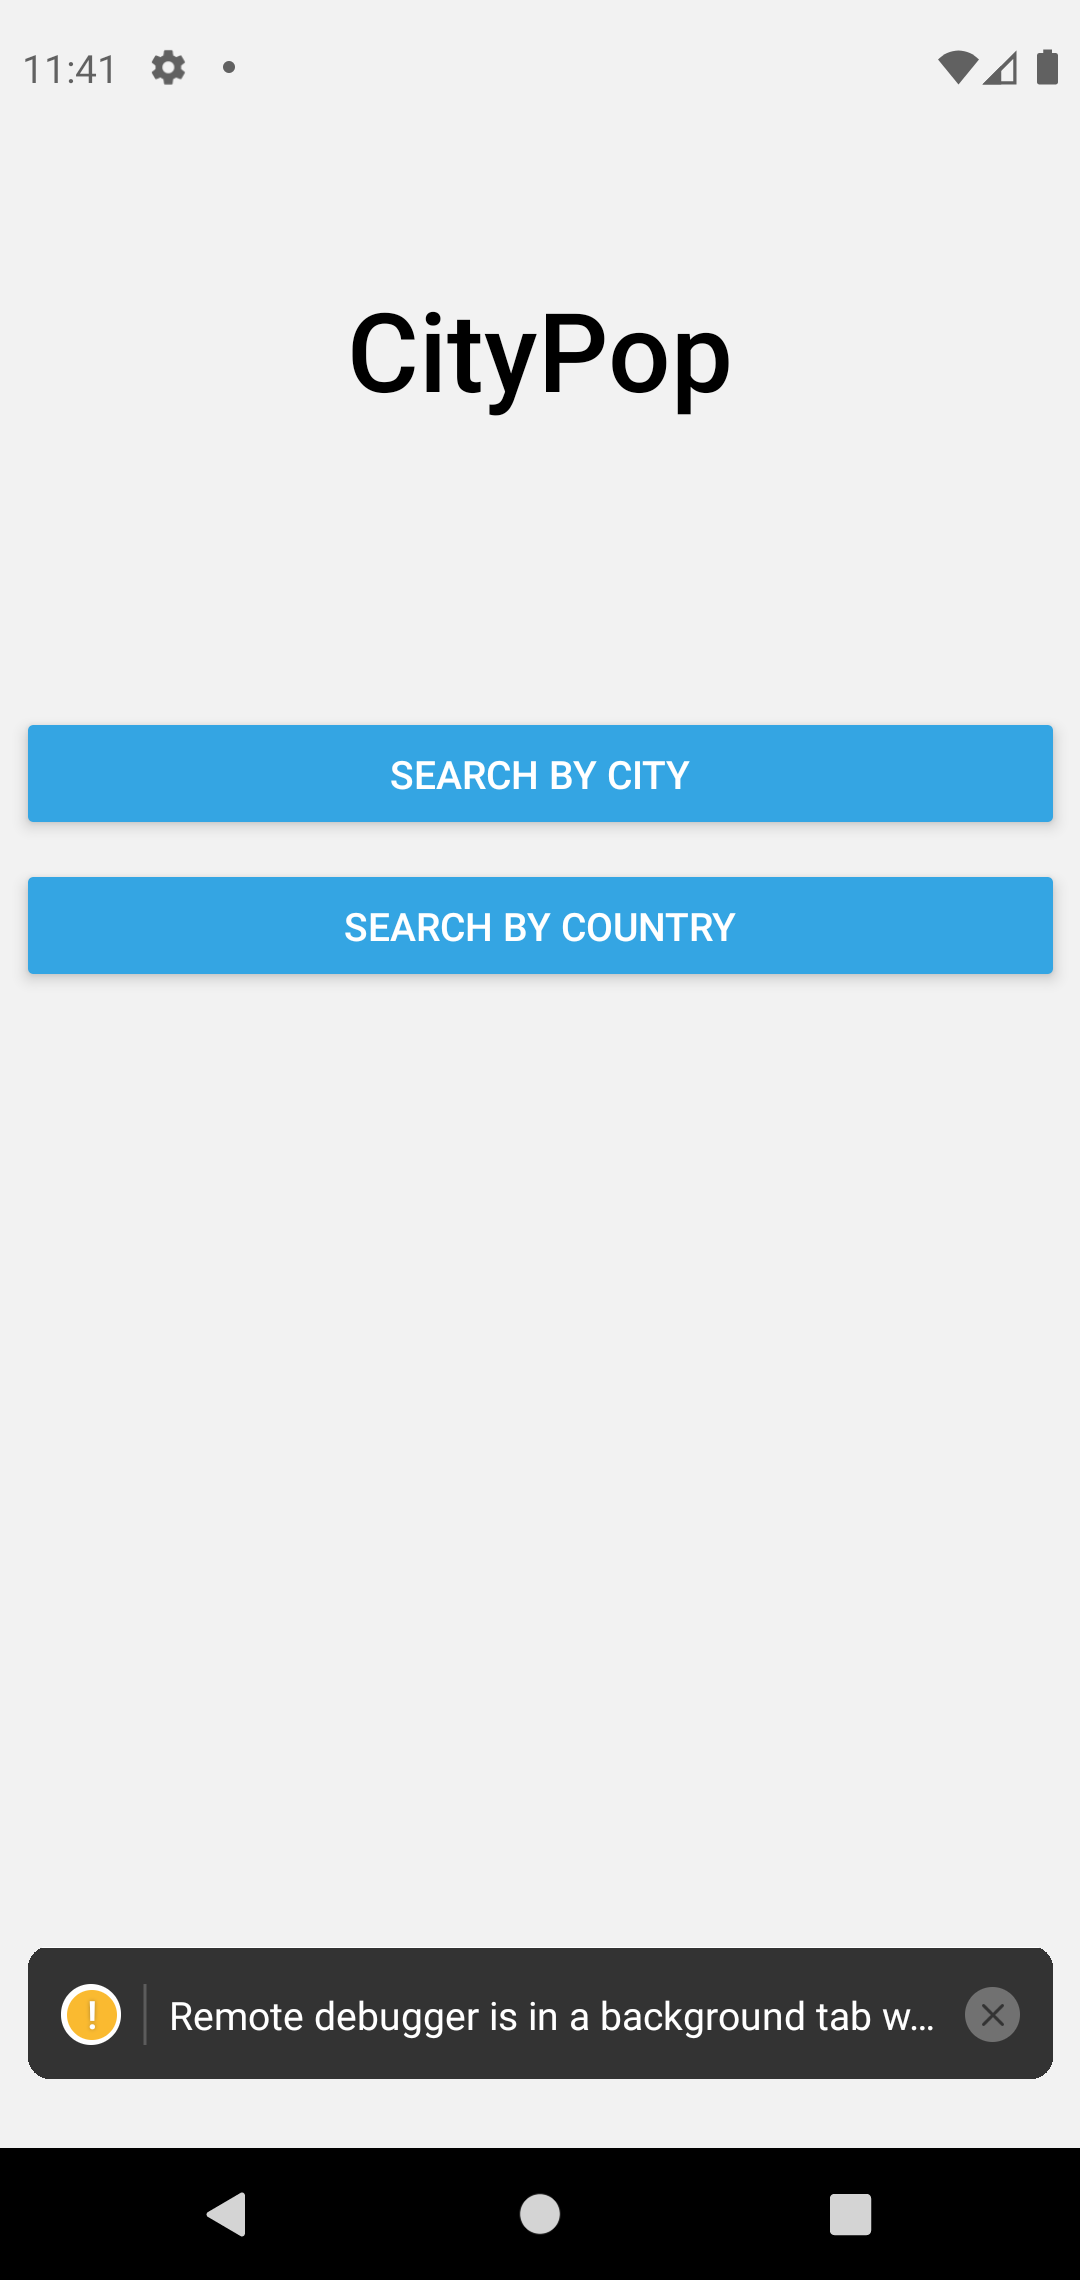 11:41
CityPop
SEARCH BY CITY
SEARCH BY COUNTRY
! Remote debugger is in a background tab w…